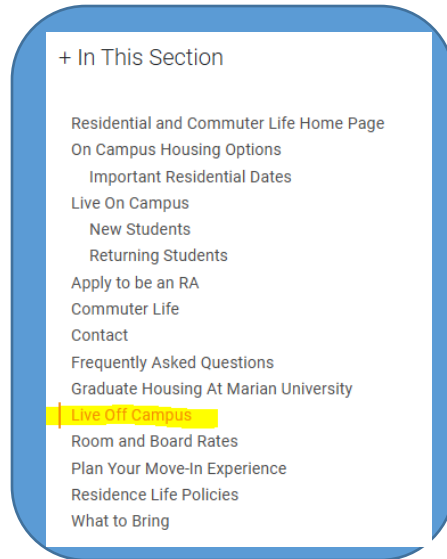 + In This Section
Residential and Commuter Life Home Page
On Campus Housing Options
Important Residential Dates
Live On Campus
New Students
Returning Students
Apply to be an RA
Commuter Life
Contact
Frequently Asked Questions
Graduate Housing At Marian University
Live Off Campus
Room and Board Rates
Plan Your Move-In Experience
Residence Life Policies
What to Bring